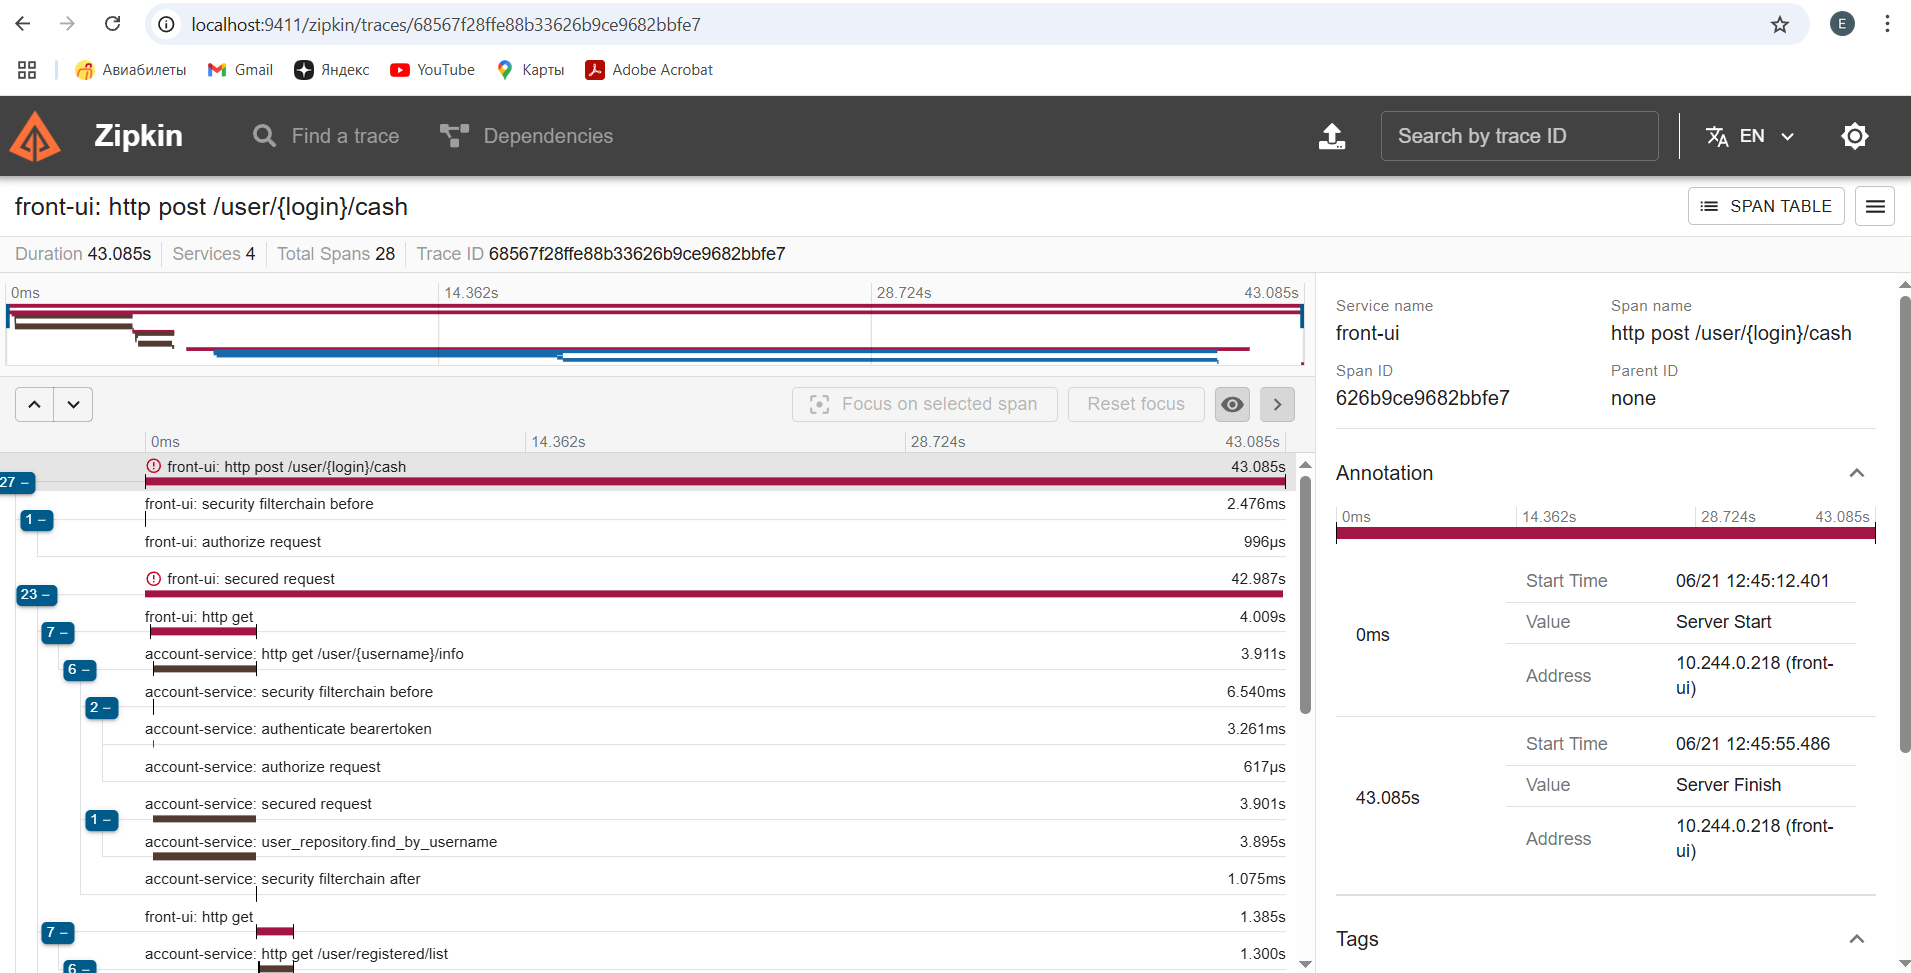 localhost:9411/zipkin/traces/68567f28ffe88b33626b9ce9682bbfe7
E
Авиабилеты Gmail Яндекс YouTube Карты Adobe Acrobat
Zipkin Find a trace Dependencies Search by trace ID EN
front-ui: http post /user/{login}/cash SPAN TABLE
Duration 43.085s Services 4 Total Spans 28 Trace ID 68567f28ffe88b33626b9ce9682bbfe7
0ms 14.362s 28.724s 43.085s
Focus on selected span Reset focus
0ms 14.362s 28.724s 43.085s
27 −
front-ui: http post /user/{login}/cash 43.085s
front-ui: security filterchain before 2.476ms
1 −
front-ui: authorize request 996µs
front-ui: secured request 42.987s
23 −
front-ui: http get 4.009s
7 −
account-service: http get /user/{username}/info 3.911s
6 −
account-service: security filterchain before 6.540ms
2 −
account-service: authenticate bearertoken 3.261ms
account-service: authorize request 617µs
account-service: secured request 3.901s
1 −
account-service: user_repository.find_by_username 3.895s
account-service: security filterchain after 1.075ms
front-ui: http get 1.385s
7 −
account-service: http get /user/registered/list 1.300s
6 −
Service name Span name
front-ui http post /user/{login}/cash
Span ID Parent ID
626b9ce9682bbfe7 none
Annotation
0ms 14.362s 28.724s 43.085s
Start Time 06/21 12:45:12.401
0ms Value Server Start
Address 10.244.0.218 (front-
ui)
Start Time 06/21 12:45:55.486
43.085s Value Server Finish
Address 10.244.0.218 (front-
ui)
Tags